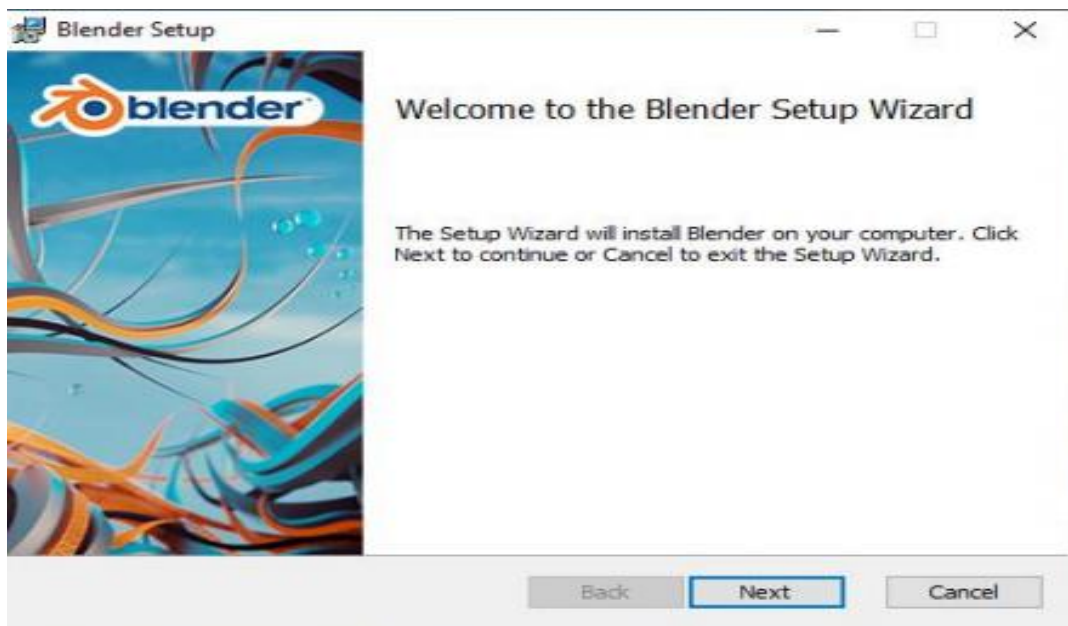 Blender Setup
blender
Welcome to the Blender Setup Wizard
The Setup Wizard will install Blender on your computer. Click
Next to continue or Cancel to exit the Setup Wizard.
Back
Next
Cancel